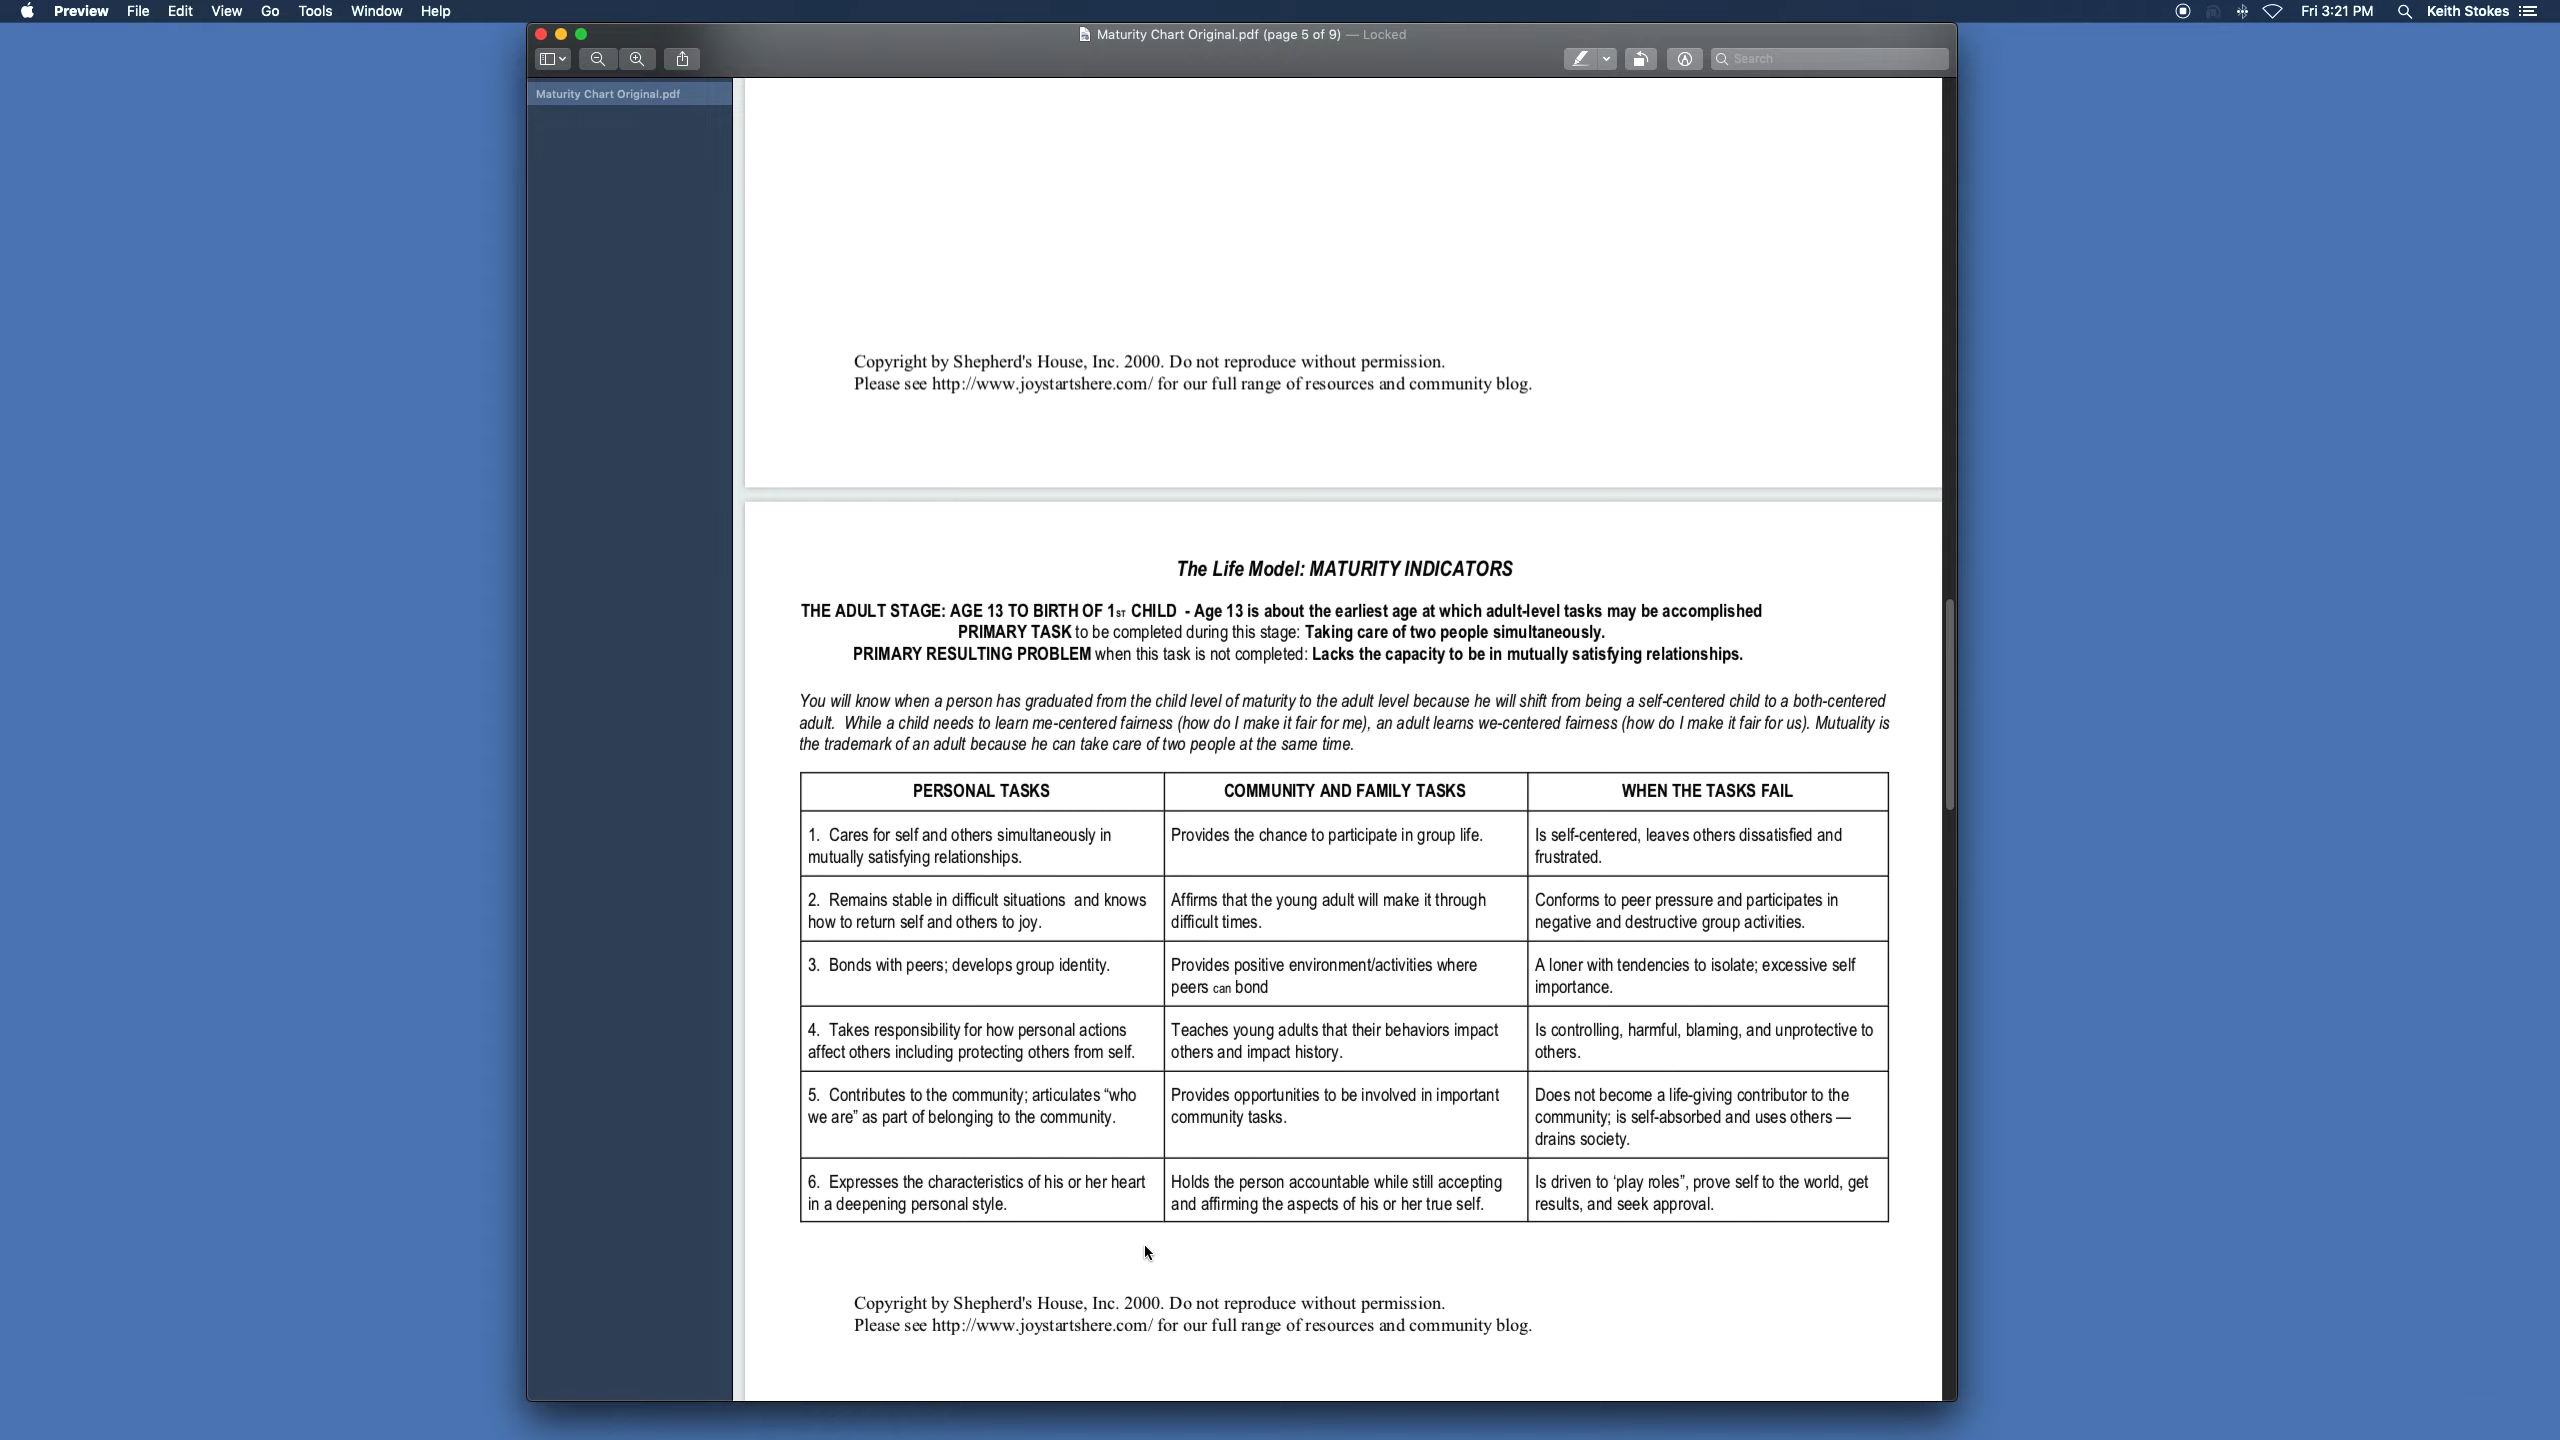 Preview File Edit View Go Tools Window Help
Fri 3:21 PM Keith Stokes
Maturity Chart Original.pdf (page 5 of 9) — Locked
Search
Maturity Chart Original.pdf
Copyright by Shepherd's House, Inc. 2000. Do not reproduce without permission.
Please see http://www.joystartshere.com/ for our full range of resources and community blog.
The Life Model: MATURITY INDICATORS
THE ADULT STAGE: AGE 13 TO BIRTH OF 1ST CHILD - Age 13 is about the earliest age at which adult-level tasks may be accomplished
PRIMARY TASK to be completed during this stage: Taking care of two people simultaneously.
PRIMARY RESULTING PROBLEM when this task is not completed: Lacks the capacity to be in mutually satisfying relationships.
You will know when a person has graduated from the child level of maturity to the adult level because he will shift from being a self-centered child to a both-centered
adult. While a child needs to learn me-centered fairness (how do I make it fair for me), an adult learns we-centered fairness (how do I make it fair for us). Mutuality is
the trademark of an adult because he can take care of two people at the same time.
PERSONAL TASKS
COMMUNITY AND FAMILY TASKS
WHEN THE TASKS FAIL
1. Cares for self and others simultaneously in
mutually satisfying relationships.
Provides the chance to participate in group life.
Is self-centered, leaves others dissatisfied and
frustrated.
2. Remains stable in difficult situations and knows
how to return self and others to joy.
Affirms that the young adult will make it through
difficult times.
Conforms to peer pressure and participates in
negative and destructive group activities.
3. Bonds with peers; develops group identity.
Provides positive environment/activities where
peers can bond
A loner with tendencies to isolate; excessive self
importance.
4. Takes responsibility for how personal actions
affect others including protecting others from self.
Teaches young adults that their behaviors impact
others and impact history.
Is controlling, harmful, blaming, and unprotective to
others.
5. Contributes to the community; articulates “who
we are” as part of belonging to the community.
Provides opportunities to be involved in important
community tasks.
Does not become a life-giving contributor to the
community; is self-absorbed and uses others —
drains society.
6. Expresses the characteristics of his or her heart
in a deepening personal style.
Holds the person accountable while still accepting
and affirming the aspects of his or her true self.
Is driven to ‘play roles”, prove self to the world, get
results, and seek approval.
Copyright by Shepherd's House, Inc. 2000. Do not reproduce without permission.
Please see http://www.joystartshere.com/ for our full range of resources and community blog.